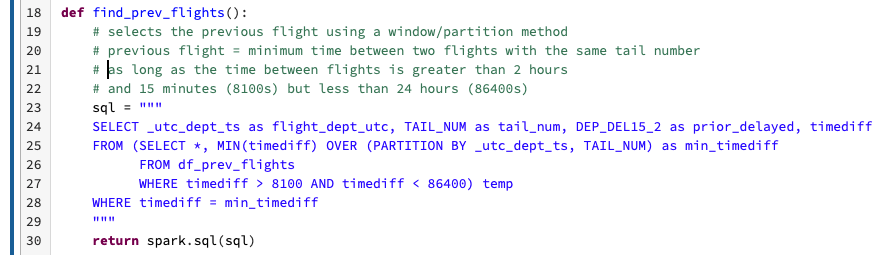 18 def find_prev_flights():
19 # selects the previous flight using a window/partition method
20 # previous flight = minimum time between two flights with the same tail number
21 # as long as the time between flights is greater than 2 hours
22 # and 15 minutes (8100s) but less than 24 hours (86400s)
23 sql = """
24 SELECT _utc_dept_ts as flight_dept_utc, TAIL_NUM as tail_num, DEP_DEL15_2 as prior_delayed, timediff
25 FROM (SELECT *, MIN(timediff) OVER (PARTITION BY _utc_dept_ts, TAIL_NUM) as min_timediff
26 FROM df_prev_flights
27 WHERE timediff > 8100 AND timediff < 86400) temp
28 WHERE timediff = min_timediff
29 """
30 return spark.sql(sql)